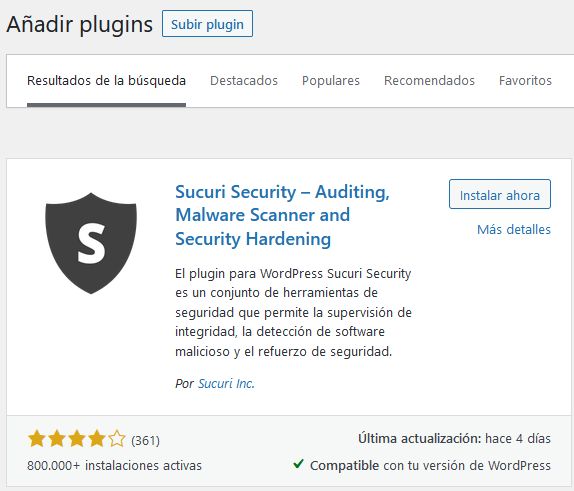 Añadir plugins Subir plugin
Resultados de la búsqueda Destacados Populares Recomendados Favoritos
S
Sucuri Security – Auditing,
Malware Scanner and
Security Hardening
Instalar ahora
Más detalles
El plugin para WordPress Sucuri Security
es un conjunto de herramientas de
seguridad que permite la supervisión de
integridad, la detección de software
malicioso y el refuerzo de seguridad.
Por Sucuri Inc.
(361)
800.000+ instalaciones activas
Última actualización: hace 4 días
Compatible con tu versión de WordPress